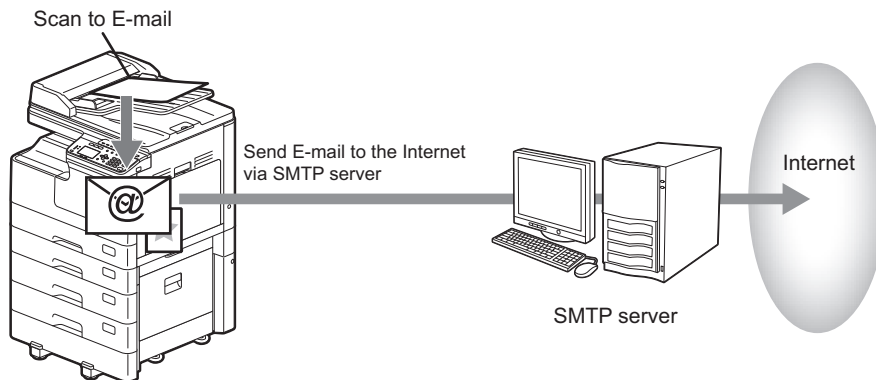 Scan to E-mail
Send E-mail to the Internet
via SMTP server
@
Internet
SMTP server